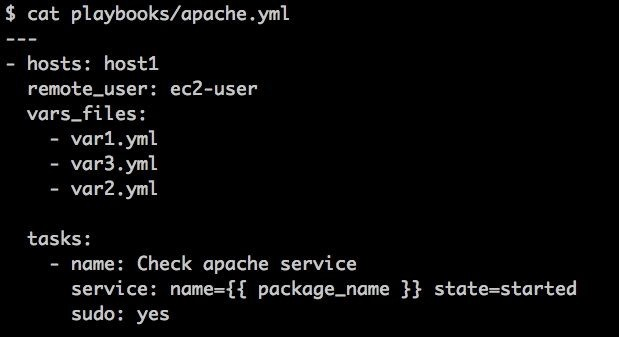 $ cat playbooks/apache.yml
---
- hosts: host1
  remote_user: ec2-user
  vars_files:
    - var1.yml
    - var3.yml
    - var2.yml

  tasks:
    - name: Check apache service
      service: name={{ package_name }} state=started
      sudo: yes